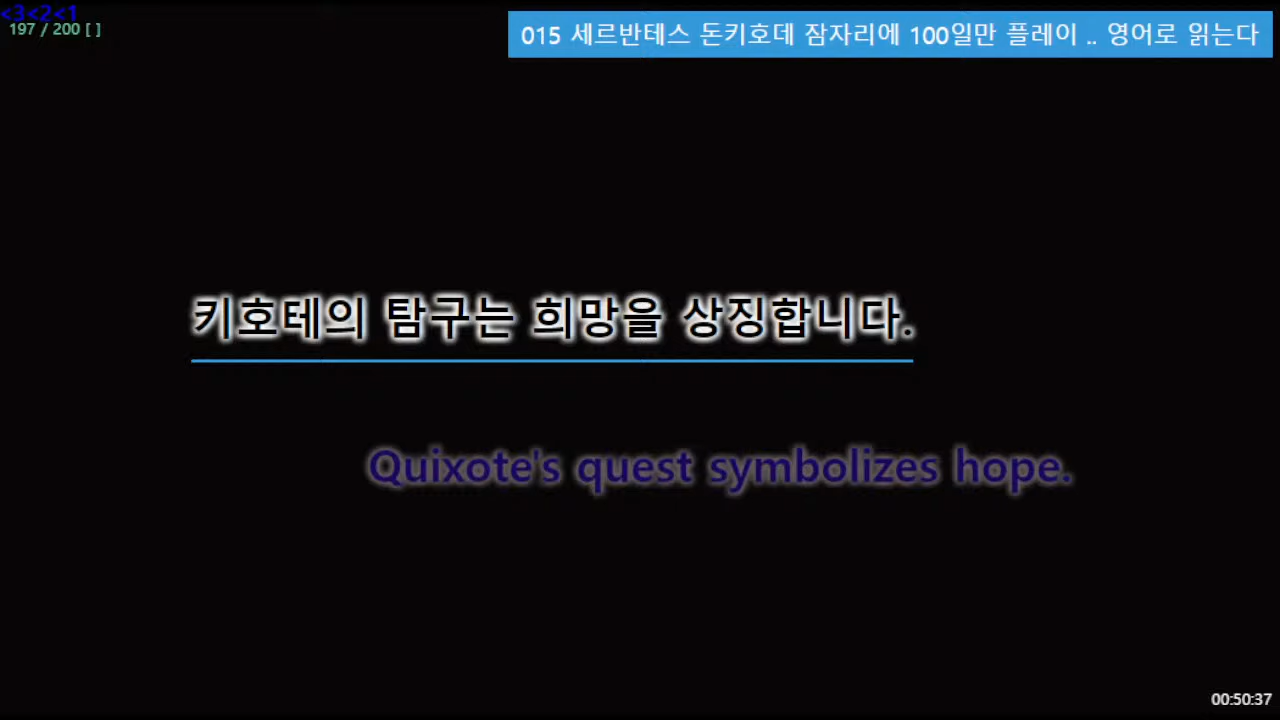 <3<2<1
197 / 200 [ ]
015 세르반테스 돈키호데 잠자리에 100일만 플레이 .. 영어로 읽는다
키호테의 탐구는 희망을 상징합니다.
Quixote's quest symbolizes hope.
00:50:37